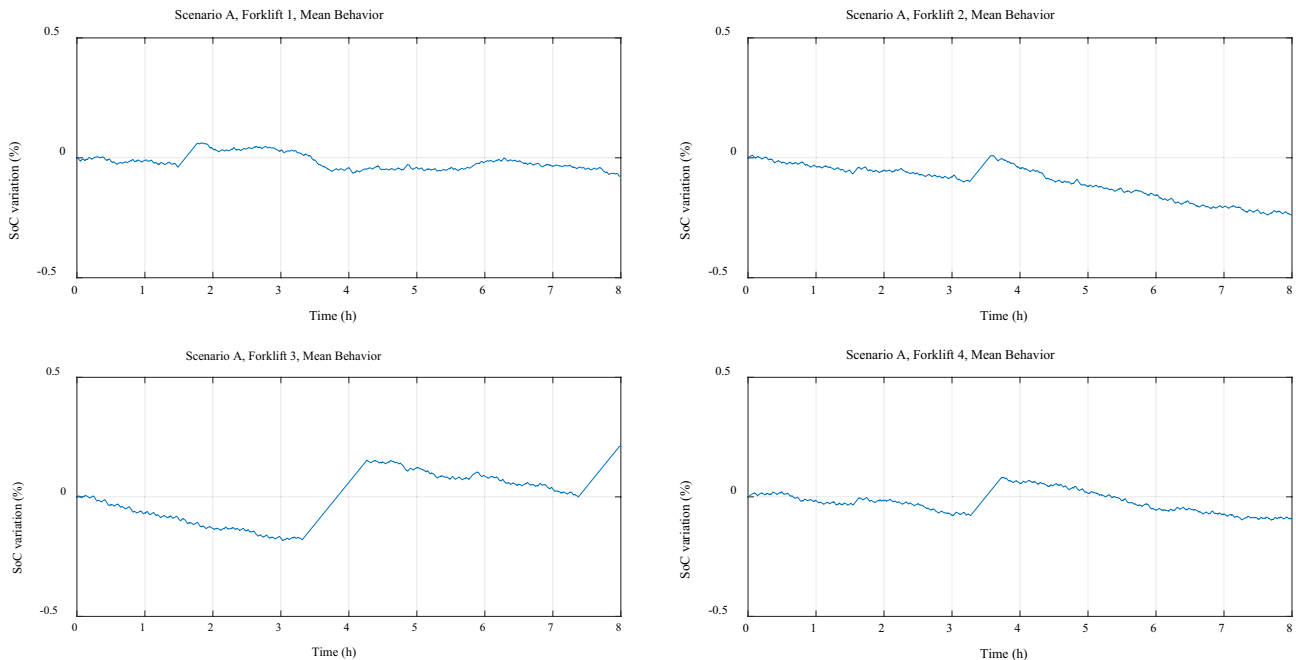 Scenario A, Forklift 1, Mean Behavior
0.5
0
-0.5
SoC variation (%)
0 1 2 3 4 5 6 7 8
Time (h)
Scenario A, Forklift 2, Mean Behavior
0.5
0
-0.5
SoC variation (%)
0 1 2 3 4 5 6 7 8
Time (h)
Scenario A, Forklift 3, Mean Behavior
0.5
0
-0.5
SoC variation (%)
0 1 2 3 4 5 6 7 8
Time (h)
Scenario A, Forklift 4, Mean Behavior
0.5
0
-0.5
SoC variation (%)
0 1 2 3 4 5 6 7 8
Time (h)